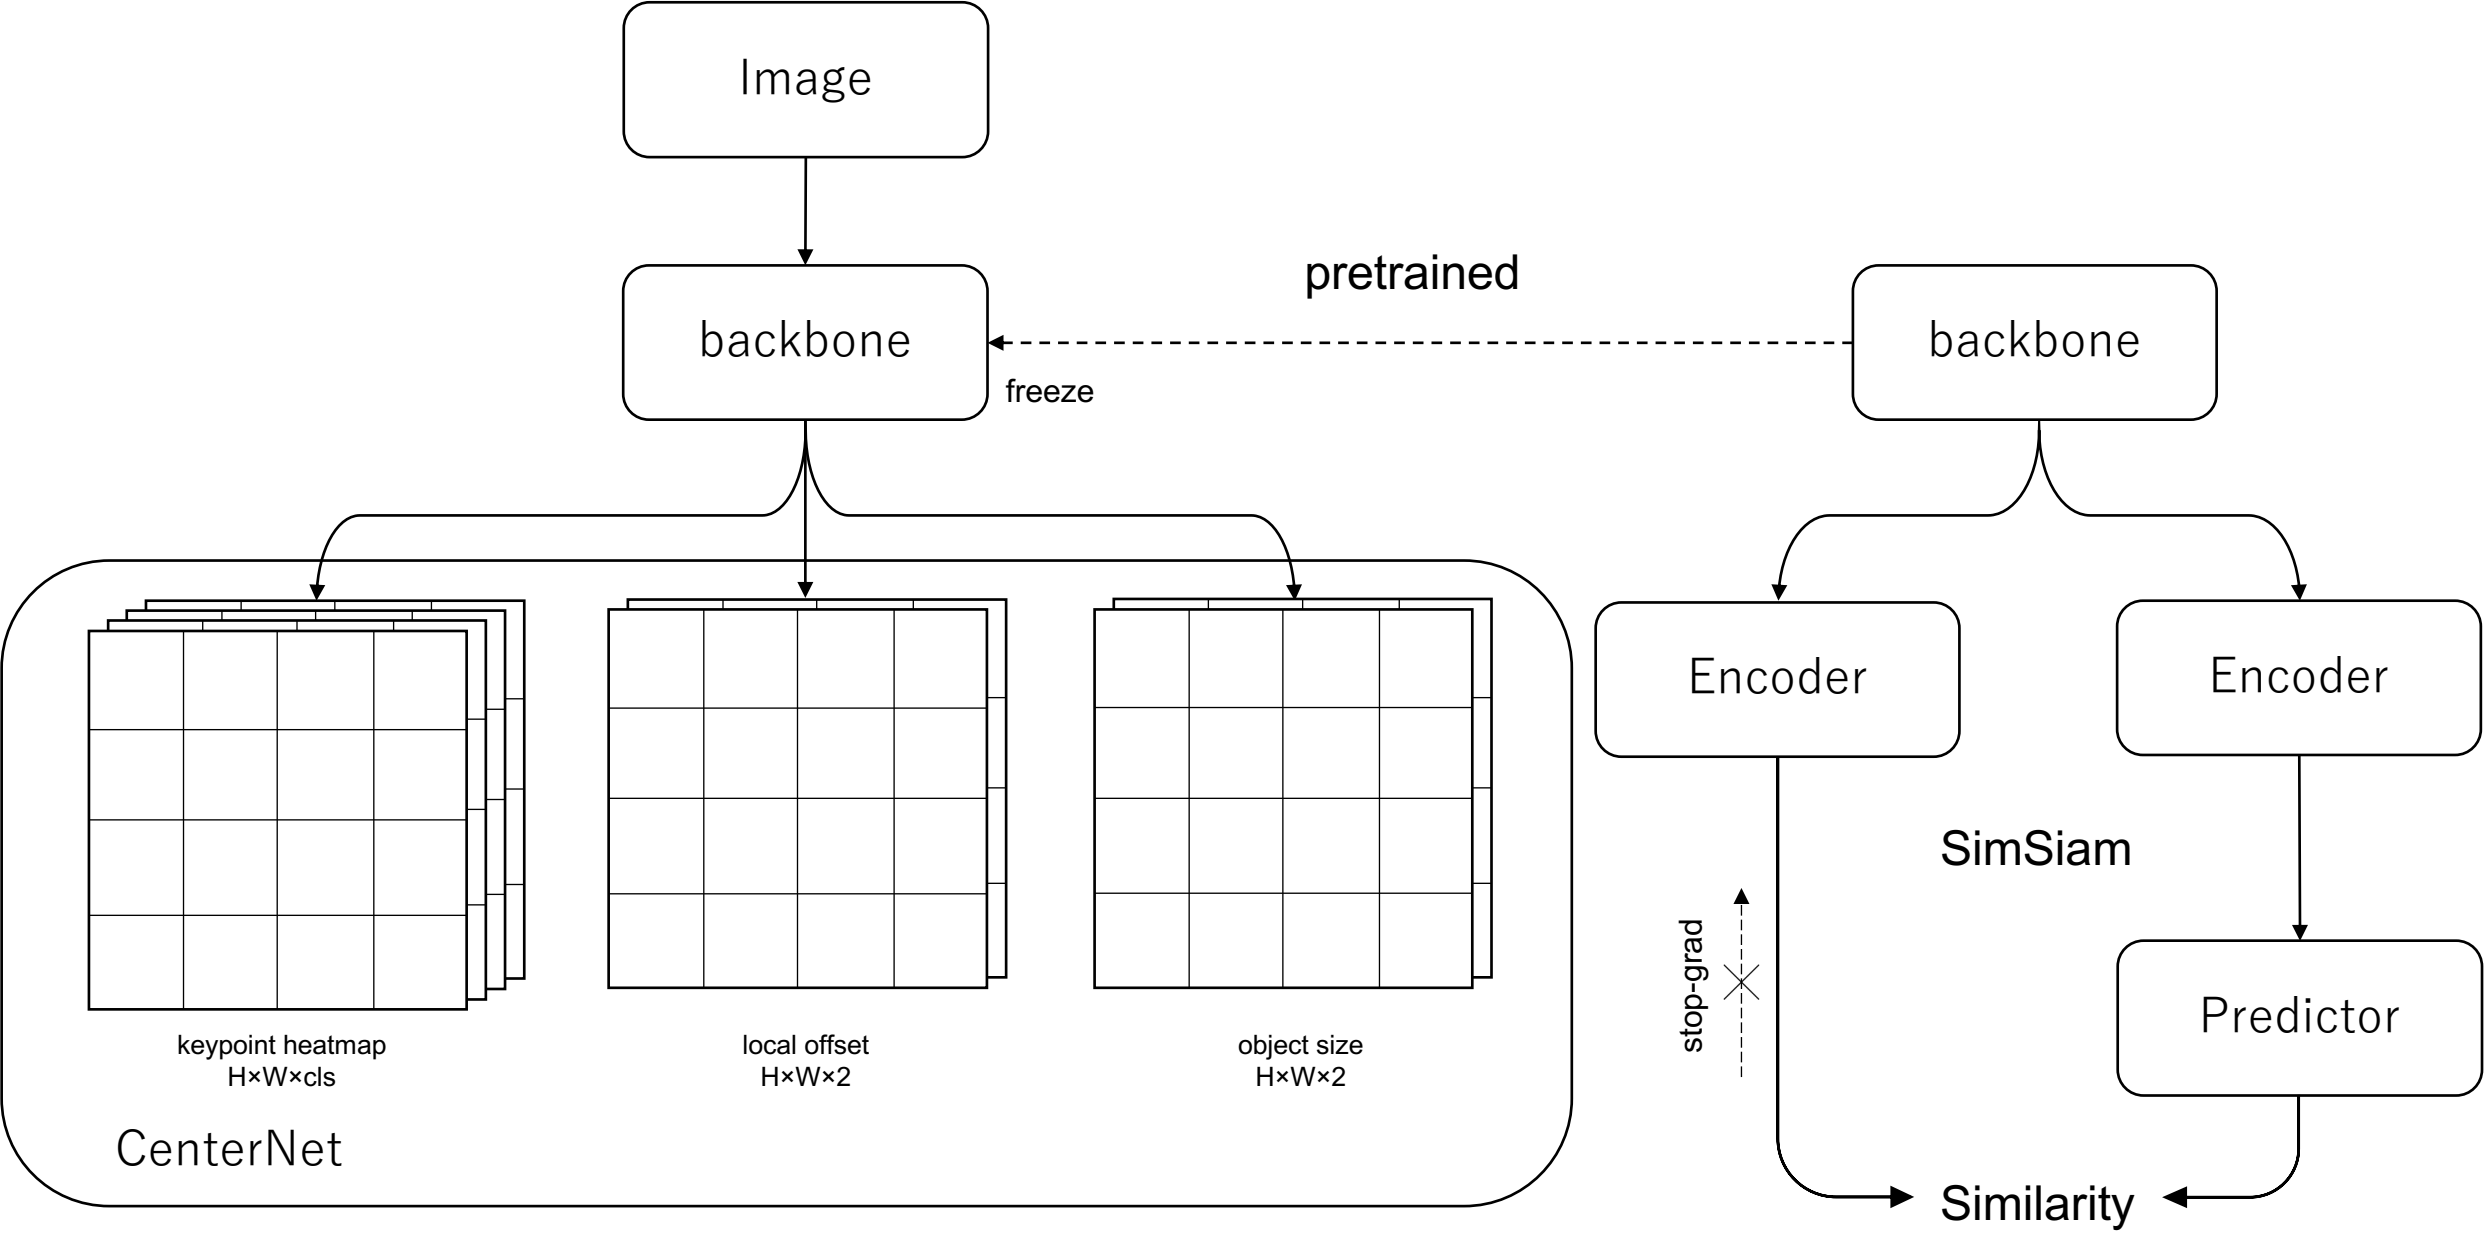 Image
backbone
pretrained
freeze
backbone
Encoder
Encoder
SimSiam
stop-grad
Predictor
Similarity
keypoint heatmap
H×W×cls
local offset
H×W×2
object size
H×W×2
CenterNet